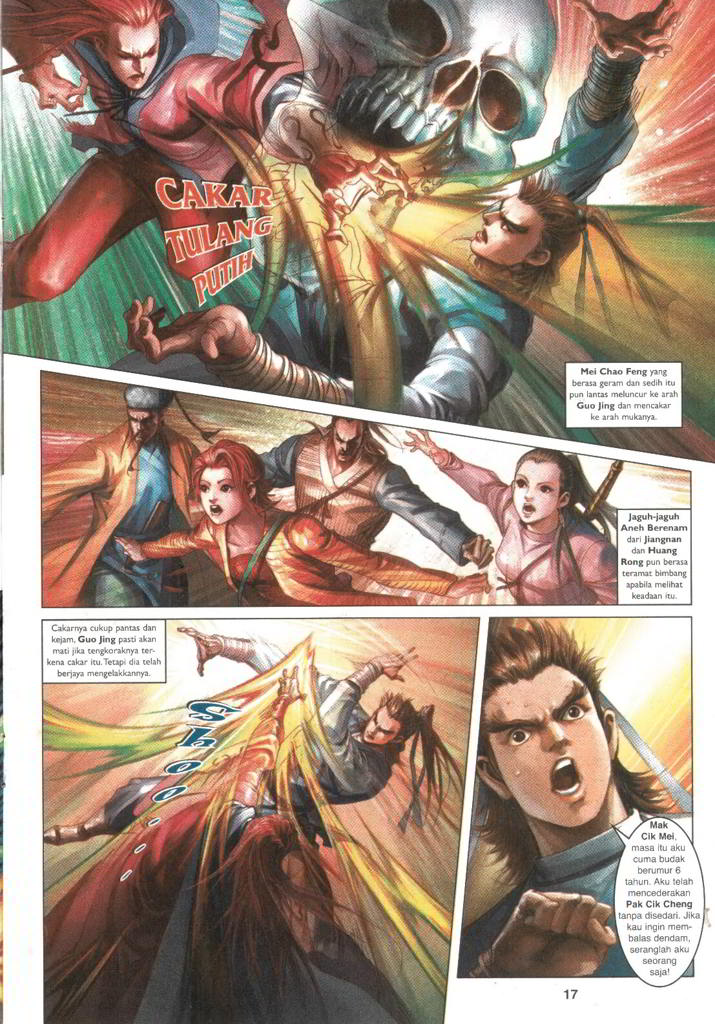 CAKAR
TULANG
PUTIH
Mei Chao Feng yang
berasa geram dan sedih itu
pun lantas meluncur ke arah
Guo Jing dan mencakar
ke arah mukanya.
Jaguh-jaguh
Aneh Berenam
dari Jiangnan
dan Huang
Rong pun berasa
teramat bimbang
apabila melihat
keadaan itu.
Cakarnya cukup pantas dan
kejam, Guo Jing pasti akan
mati jika tengkoraknya ter-
kena cakar itu. Tetapi dia telah
berjaya mengelakkannya.
Shoo...
Mak
Cik Mei,
masa itu aku
cuma budak
berumur 6
tahun. Aku telah
mencederakan
Pak Cik Cheng
tanpa disedari. Jika
kau ingin mem-
balas dendam,
seranglah aku
seorang
saja!
17